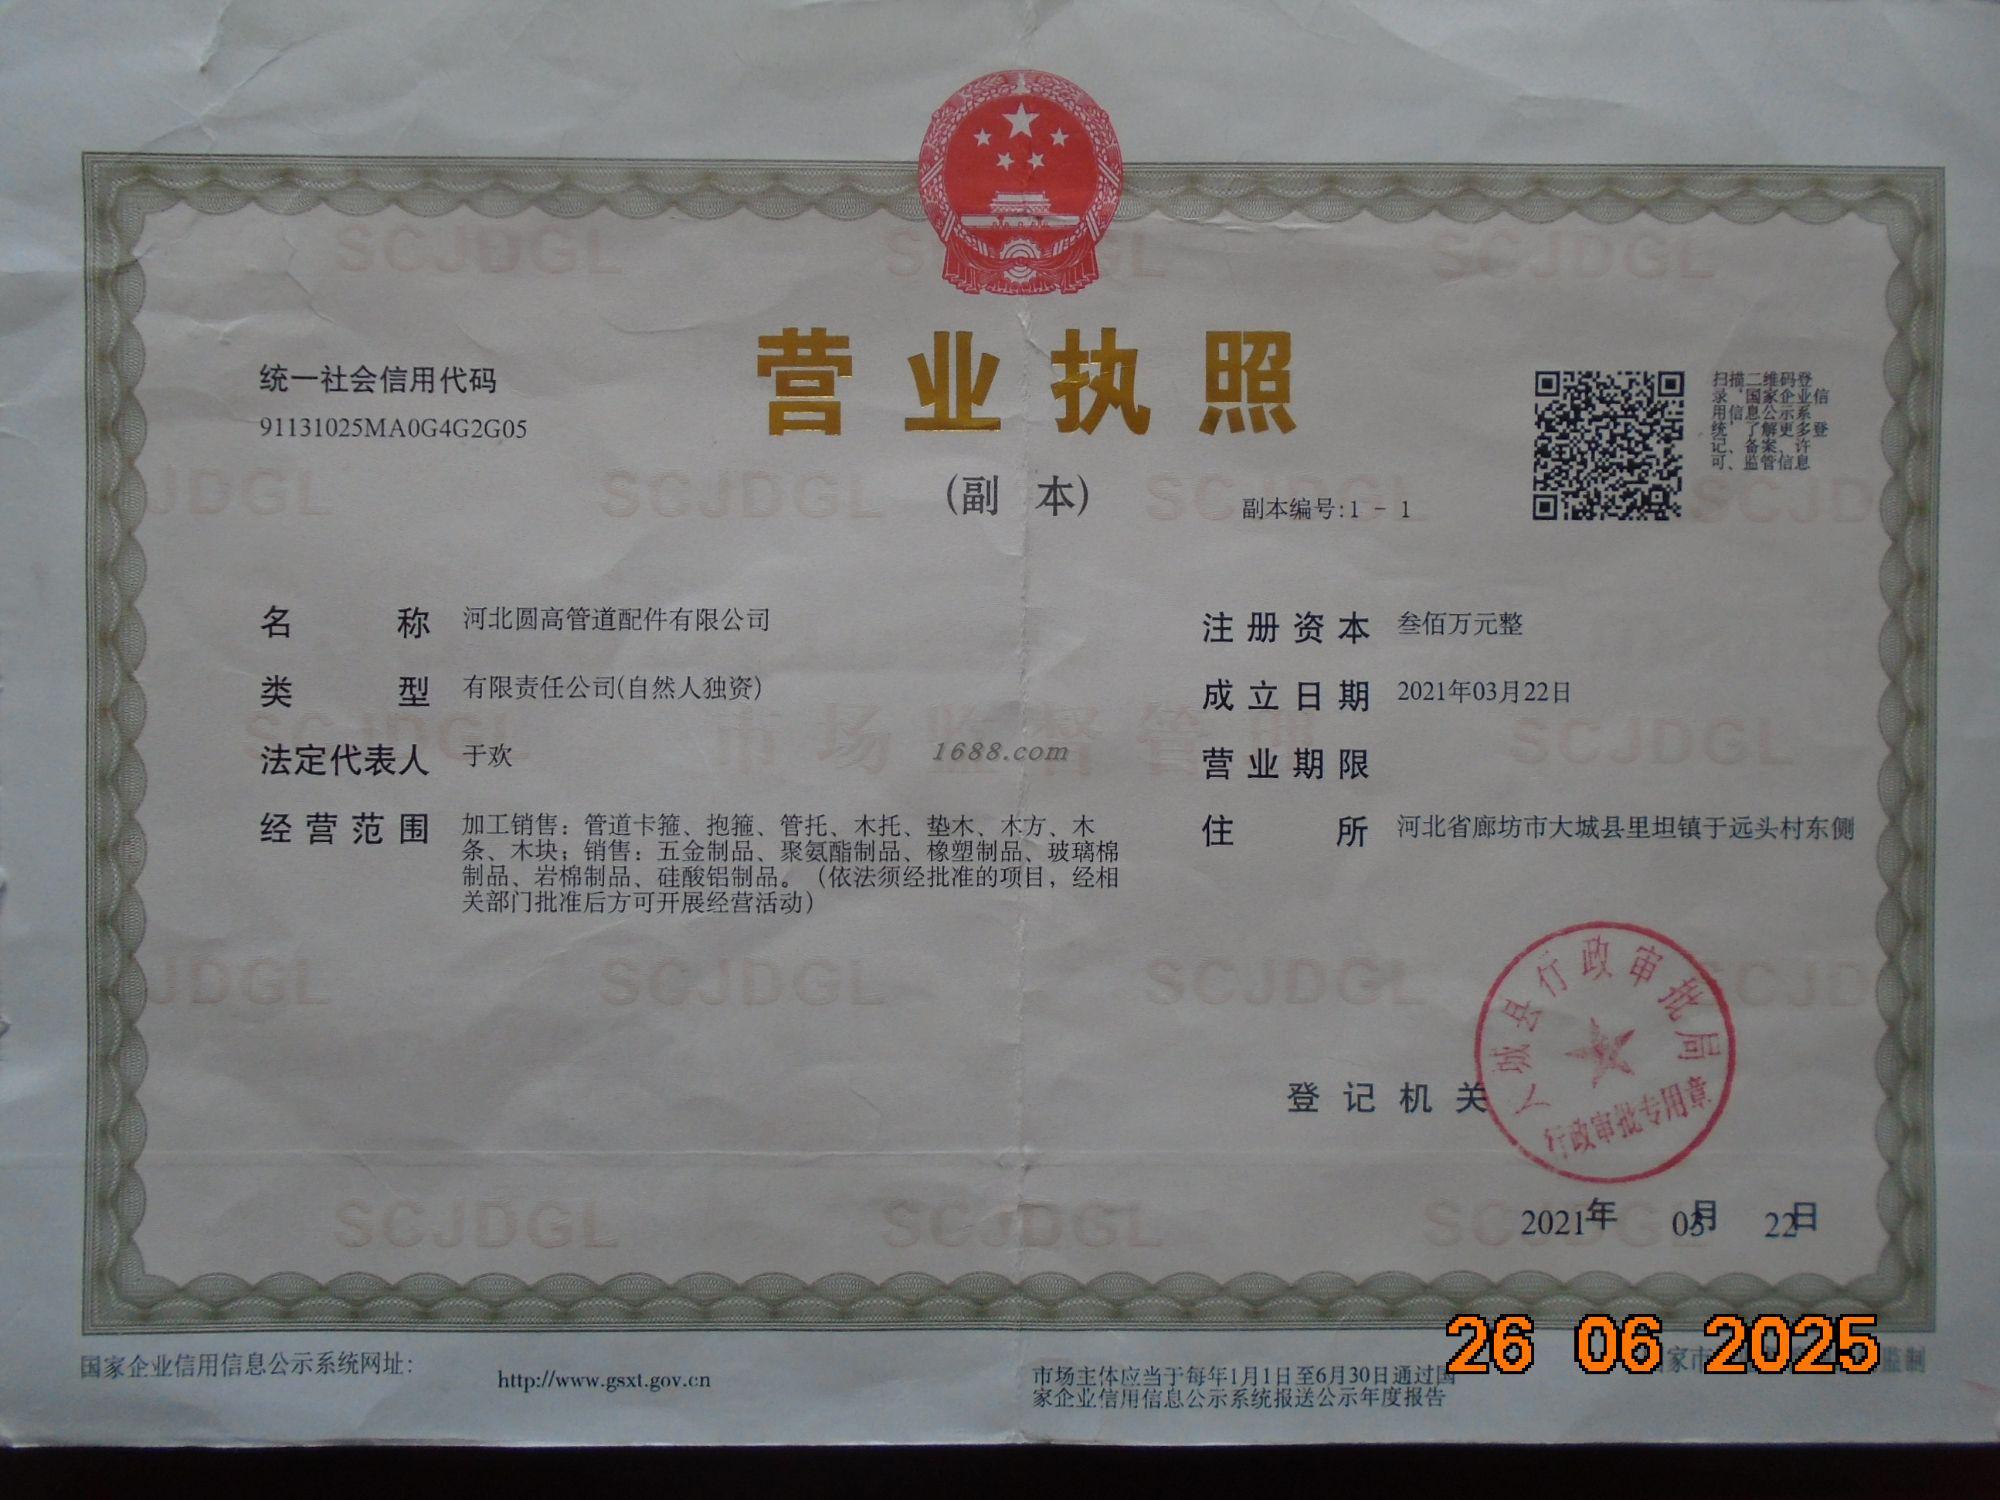 营业执照
(副 本)
副本编号:1 - 1
统一社会信用代码
91131025MA0G4G2G05
扫描二维码登
录'国家企业信
用信息公示系
统'了解更多登
记、备案、许
可、监管信息
名 称 河北圆高管道配件有限公司
类 型 有限责任公司(自然人独资)
法定代表人 于欢
经营范围 加工销售：管道卡箍、抱箍、管托、木托、垫木、木方、木
条、木块；销售：五金制品、聚氨酯制品、橡塑制品、玻璃棉
制品、岩棉制品、硅酸铝制品。（依法须经批准的项目，经相
关部门批准后方可开展经营活动）
注册资本 叁佰万元整
成立日期 2021年03月22日
营业期限
住 所 河北省廊坊市大城县里坦镇于远头村东侧
1688.com
SCJDGL
市场监督管理
登记机关
大城县行政审批局
行政审批专用章
2021年 03月 22日
国家企业信用信息公示系统网址:
http://www.gsxt.gov.cn
市场主体应当于每年1月1日至6月30日通过国
家企业信用信息公示系统报送公示年度报告
26 06 2025